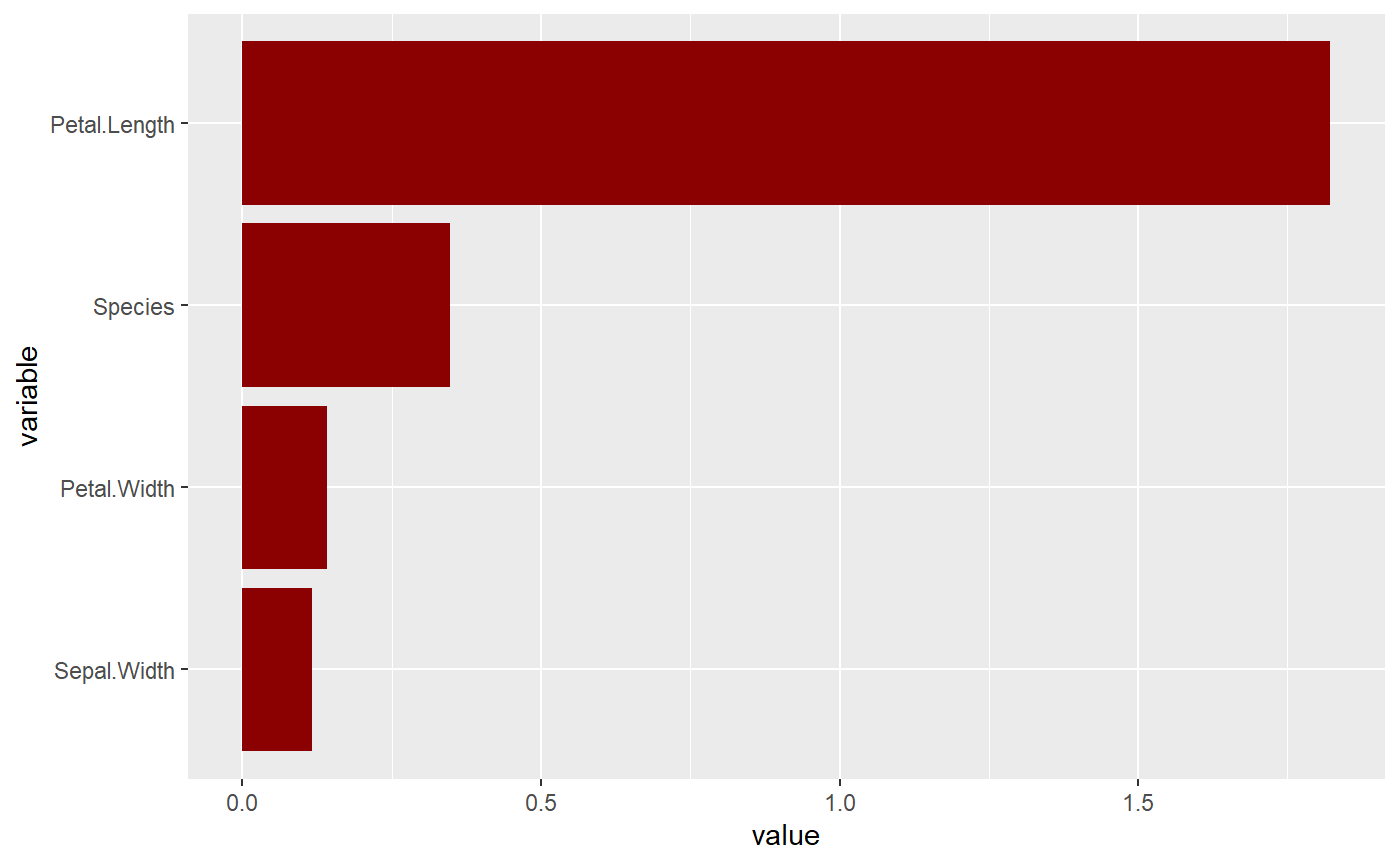 variable
Petal.Length
Species
Petal.Width
Sepal.Width
0.0 0.5 1.0 1.5
value